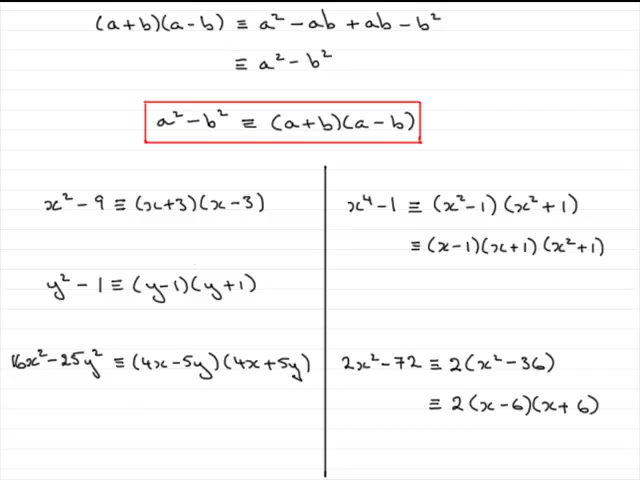 (a+b)(a-b) ≡ a² - ab + ab - b²
≡ a² - b²
a² - b² ≡ (a+b)(a-b)
x² - 9 ≡ (x+3)(x-3)
y² - 1 ≡ (y-1)(y+1)
16x² - 25y² ≡ (4x - 5y)(4x + 5y)
x⁴ - 1 ≡ (x² - 1)(x² + 1)
≡ (x-1)(x+1)(x²+1)
2x² - 72 ≡ 2(x² - 36)
≡ 2(x - 6)(x + 6)